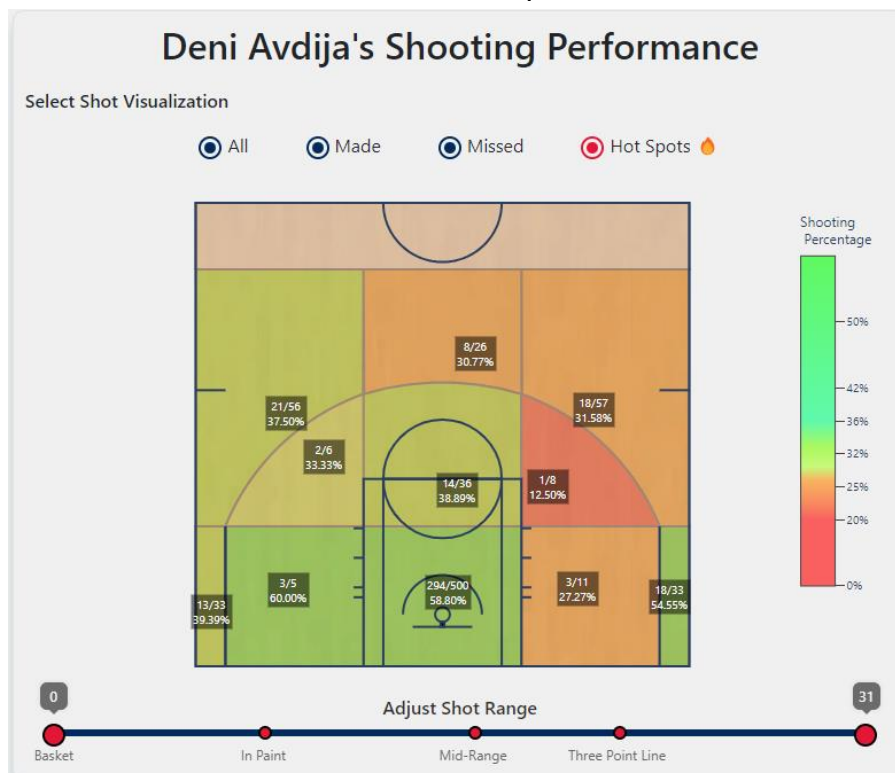 Deni Avdija's Shooting Performance
Select Shot Visualization
All
Made
Missed
Hot Spots 🔥
Shooting
Percentage
50%
42%
36%
32%
25%
20%
0%
8/26
30.77%
21/56
37.50%
18/57
31.58%
2/6
33.33%
14/36
38.89%
1/8
12.50%
3/5
60.00%
294/500
58.80%
3/11
27.27%
13/33
39.39%
18/33
54.55%
0
31
Adjust Shot Range
Basket
In Paint
Mid-Range
Three Point Line